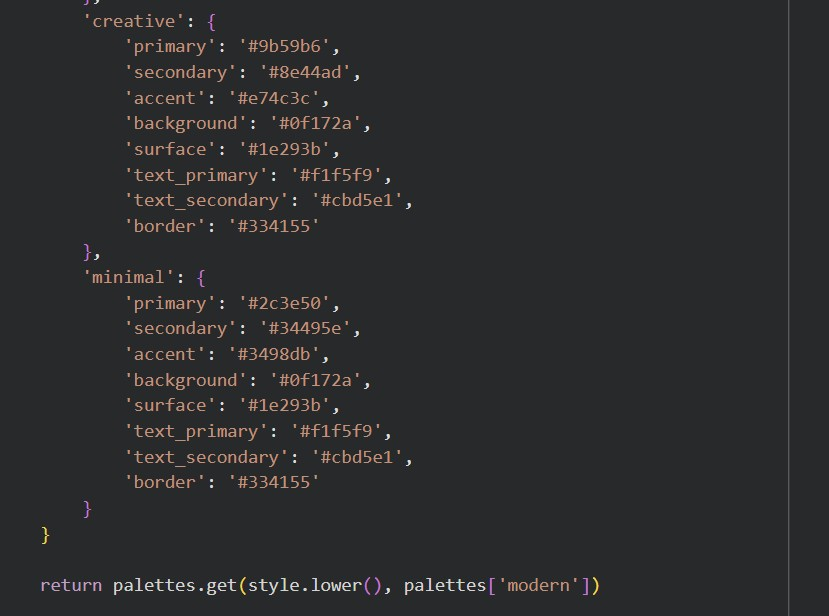 },
'creative': {
'primary': '#9b59b6',
'secondary': '#8e44ad',
'accent': '#e74c3c',
'background': '#0f172a',
'surface': '#1e293b',
'text_primary': '#f1f5f9',
'text_secondary': '#cbd5e1',
'border': '#334155'
},
'minimal': {
'primary': '#2c3e50',
'secondary': '#34495e',
'accent': '#3498db',
'background': '#0f172a',
'surface': '#1e293b',
'text_primary': '#f1f5f9',
'text_secondary': '#cbd5e1',
'border': '#334155'
}
}
return palettes.get(style.lower(), palettes['modern'])